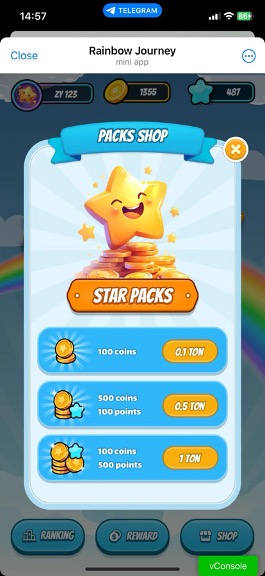 14:57
TELEGRAM
86
Close
Rainbow Journey
mini app
ZY 123
1355
487
PACKS SHOP
STAR PACKS
100 coins
0.1 TON
500 coins
100 points
0.5 TON
100 coins
500 points
1 TON
RANKING
REWARD
SHOP
vConsole